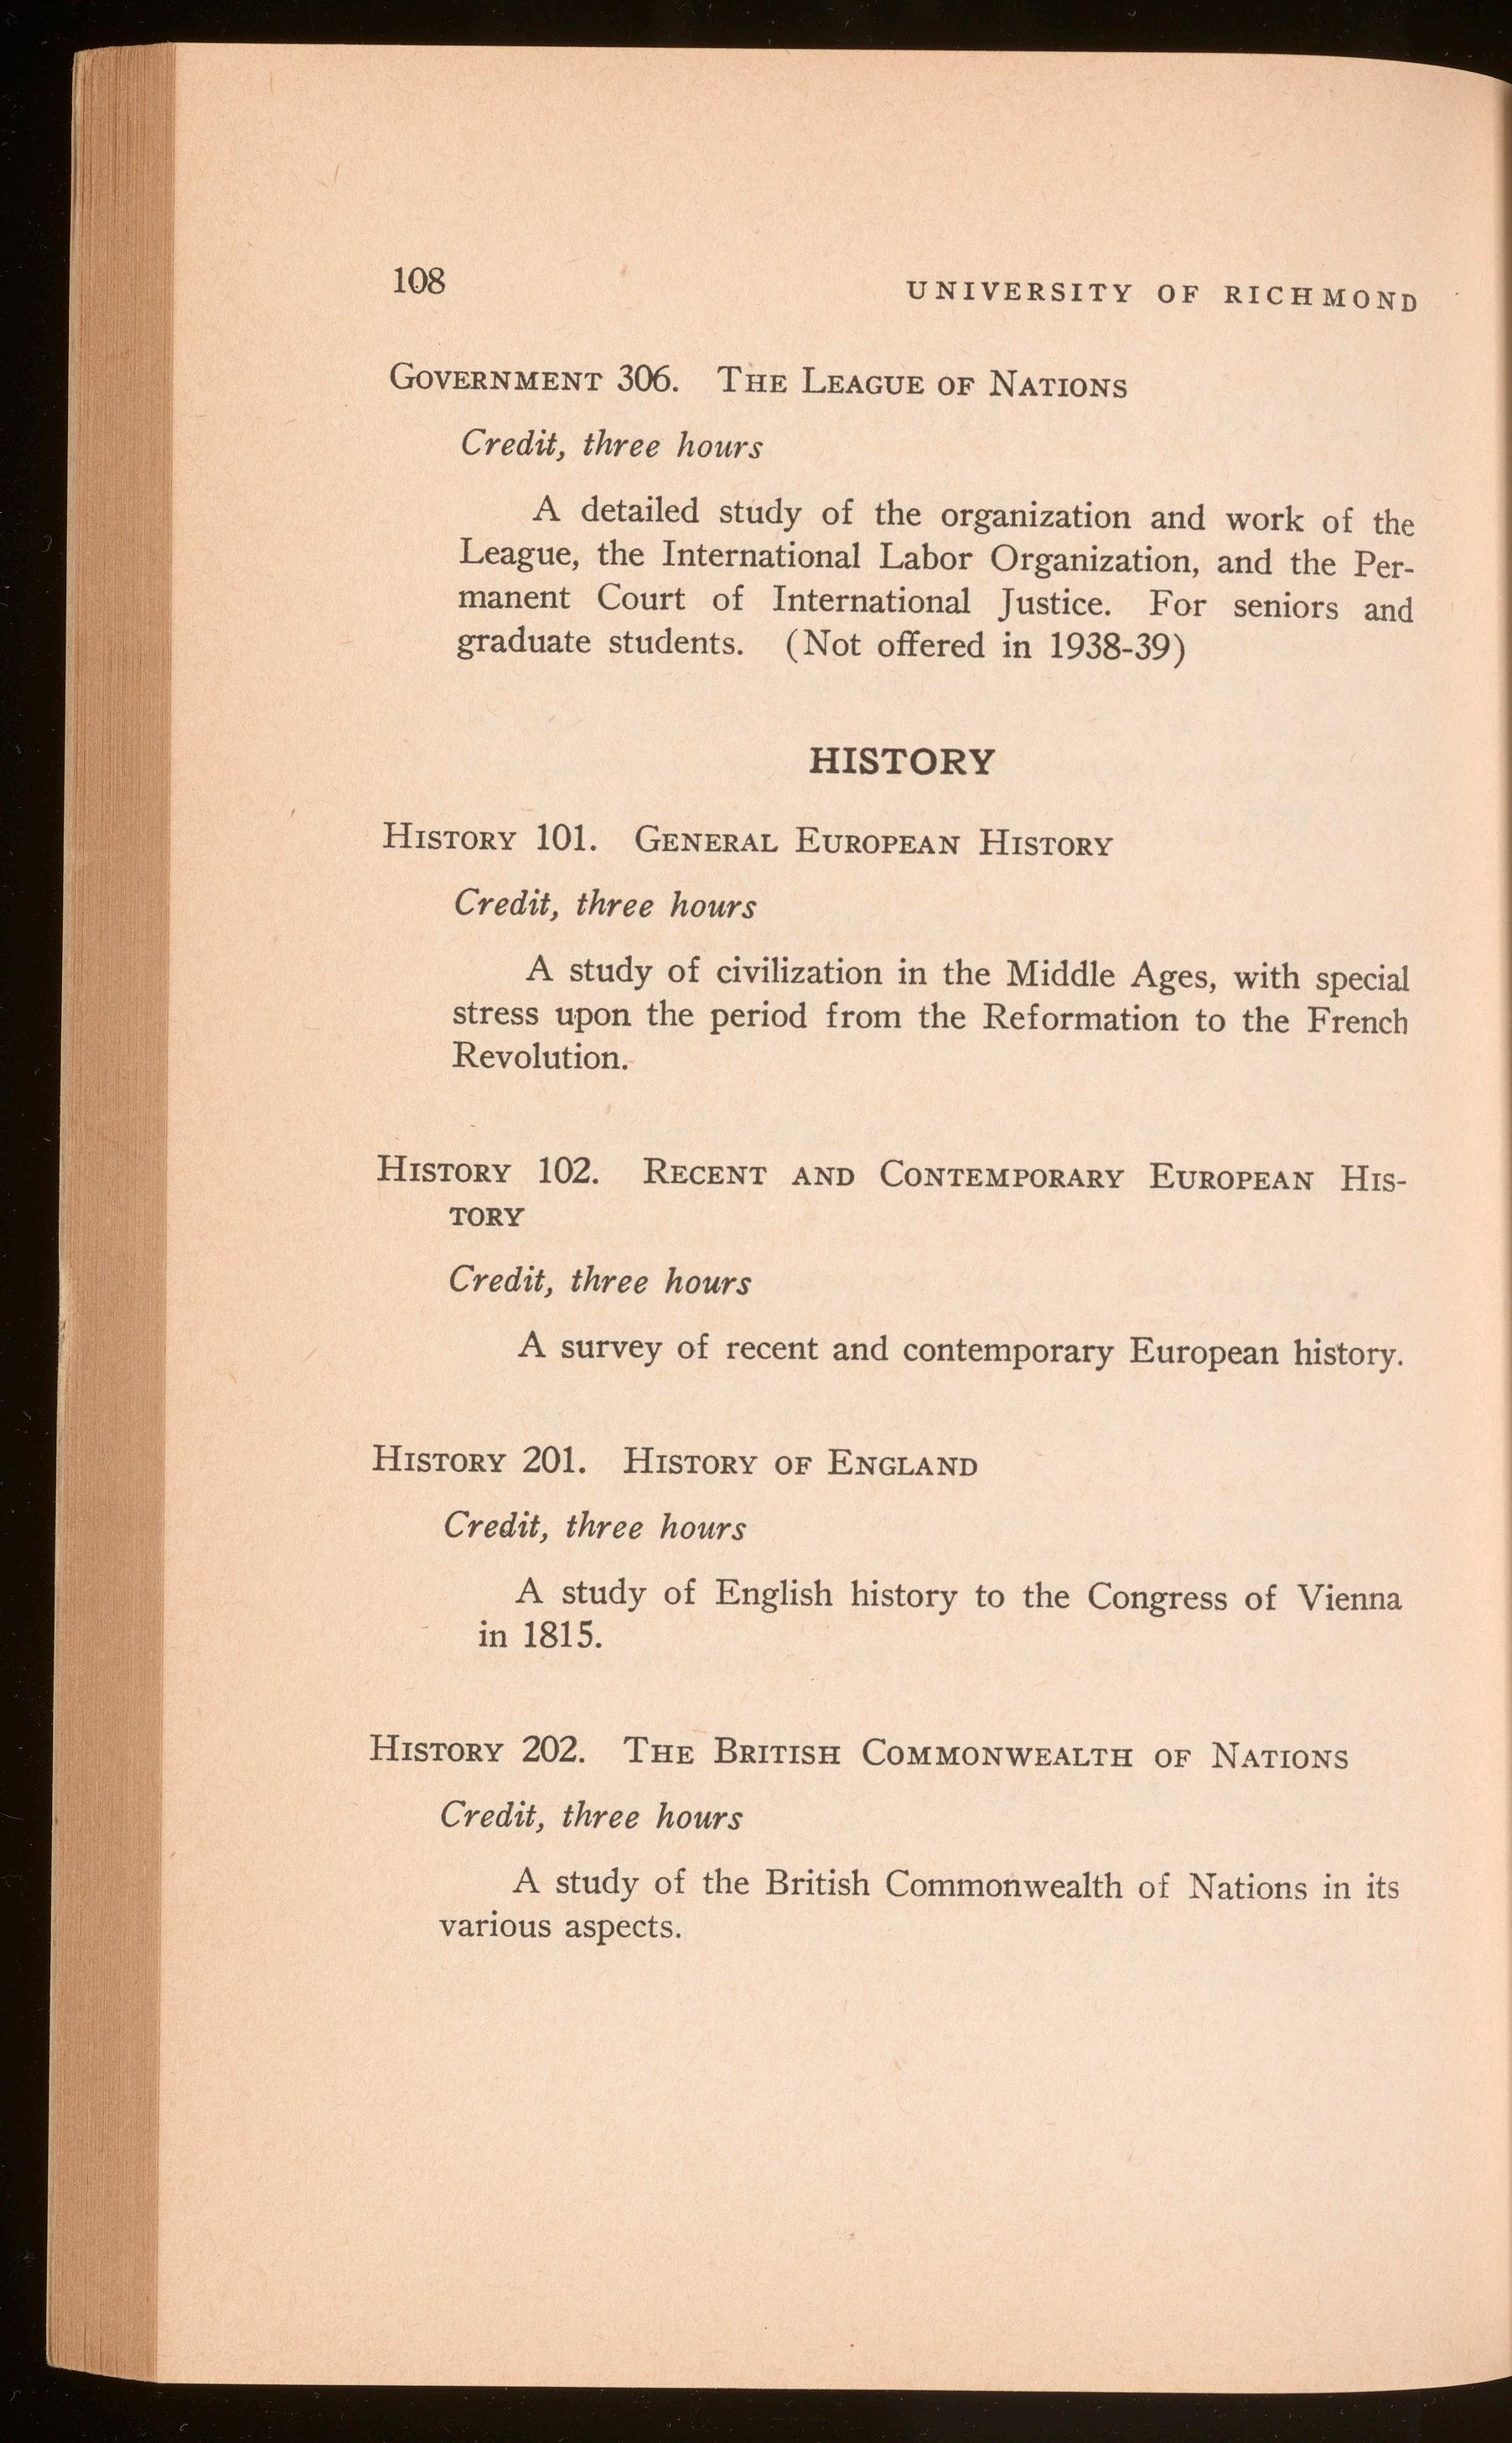 108
UNIVERSITY OF RICHMOND
GOVERNMENT 306. THE LEAGUE OF NATIONS
Credit, three hours
A detailed study of the organization and work of the
League, the International Labor Organization, and the Per-
manent Court of International Justice. For seniors and
graduate students. (Not offered in 1938-39)
HISTORY
HISTORY 101. GENERAL EUROPEAN HISTORY
Credit, three hours
A study of civilization in the Middle Ages, with special
stress upon the period from the Reformation to the French
Revolution.
HISTORY 102. RECENT AND CONTEMPORARY EUROPEAN HIS-
TORY
Credit, three hours
A survey of recent and contemporary European history.
HISTORY 201. HISTORY OF ENGLAND
Credit, three hours
A study of English history to the Congress of Vienna
in 1815.
HISTORY 202. THE BRITISH COMMONWEALTH OF NATIONS
Credit, three hours
A study of the British Commonwealth of Nations in its
various aspects.